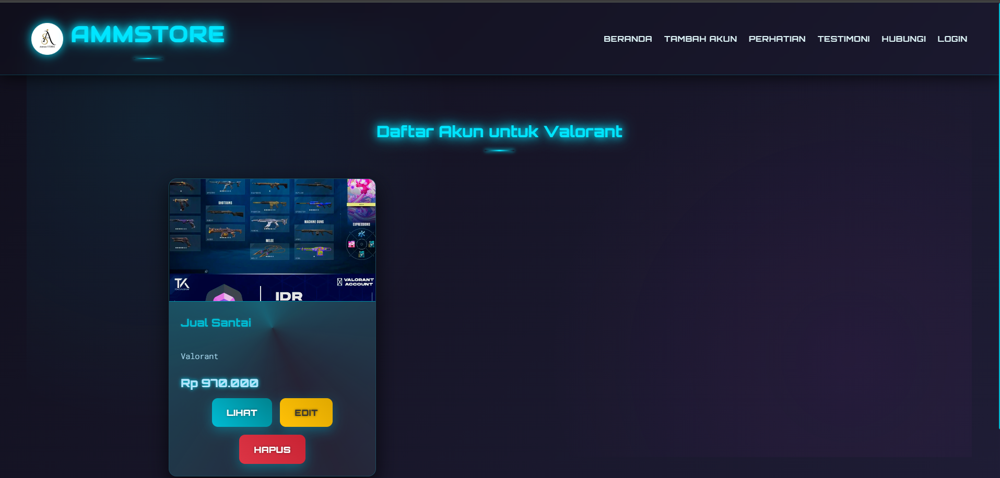 AMMSTORE
BERANDA TAMBAH AKUN PERHATIAN TESTIMONI HUBUNGI LOGIN
Daftar Akun untuk Valorant
SHOTGUNS
MACHINE GUNS
EXPRESSIONS
MELEE
TK
VALORANT
ACCOUNT
IDR
Jual Santai
Valorant
Rp 970.000
LIHAT
EDIT
HAPUS